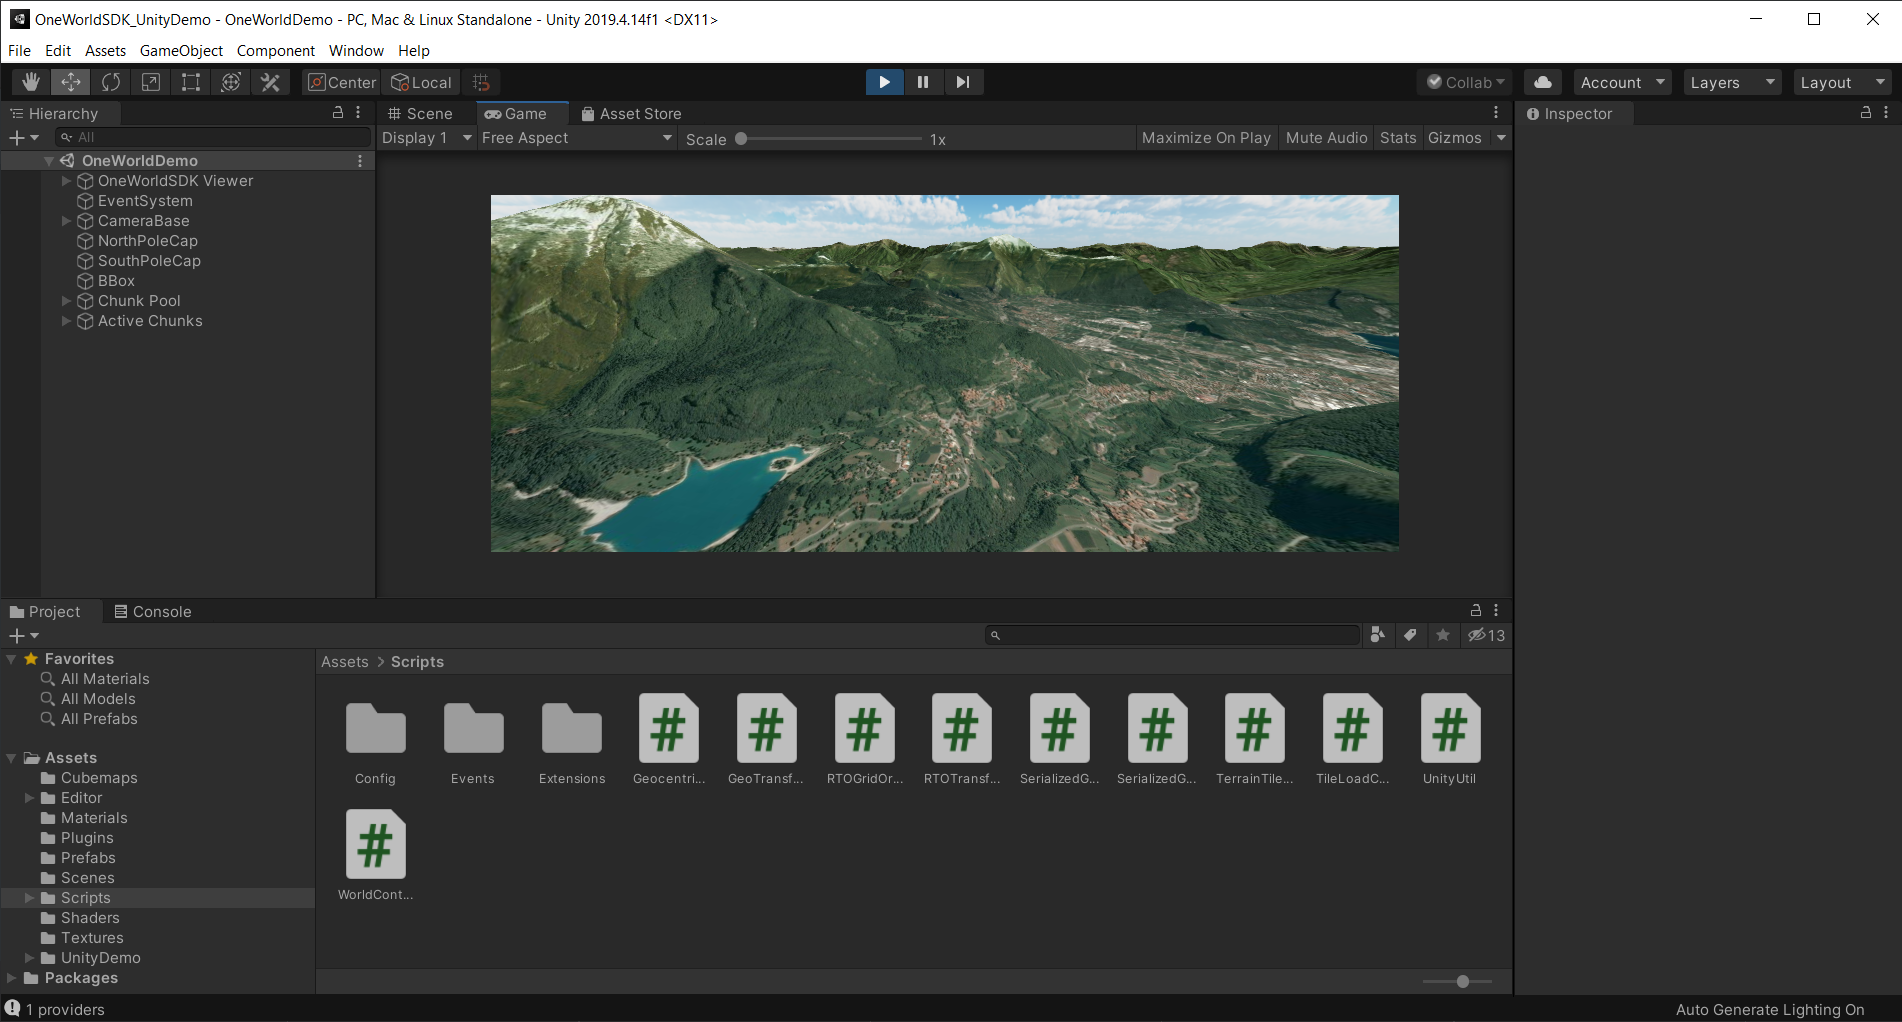 OneWorldSDK_UnityDemo - OneWorldDemo - PC, Mac & Linux Standalone - Unity 2019.4.14f1 <DX11>
File Edit Assets GameObject Component Window Help
Center Local Collab Account Layers Layout
Hierarchy
All
OneWorldDemo
OneWorldSDK Viewer
EventSystem
CameraBase
NorthPoleCap
SouthPoleCap
BBox
Chunk Pool
Active Chunks
Scene Game Asset Store
Display 1 Free Aspect Scale 1x Maximize On Play Mute Audio Stats Gizmos
Inspector
Project Console
13
Favorites
All Materials
All Models
All Prefabs
Assets
Cubemaps
Editor
Materials
Plugins
Prefabs
Scenes
Scripts
Shaders
Textures
UnityDemo
Packages
Assets > Scripts
Config Events Extensions Geocentri... GeoTransf... RTOGridOr... RTOTransf... SerializedG... SerializedG... TerrainTile... TileLoadC... UnityUtil
WorldCont...
1 providers
Auto Generate Lighting On